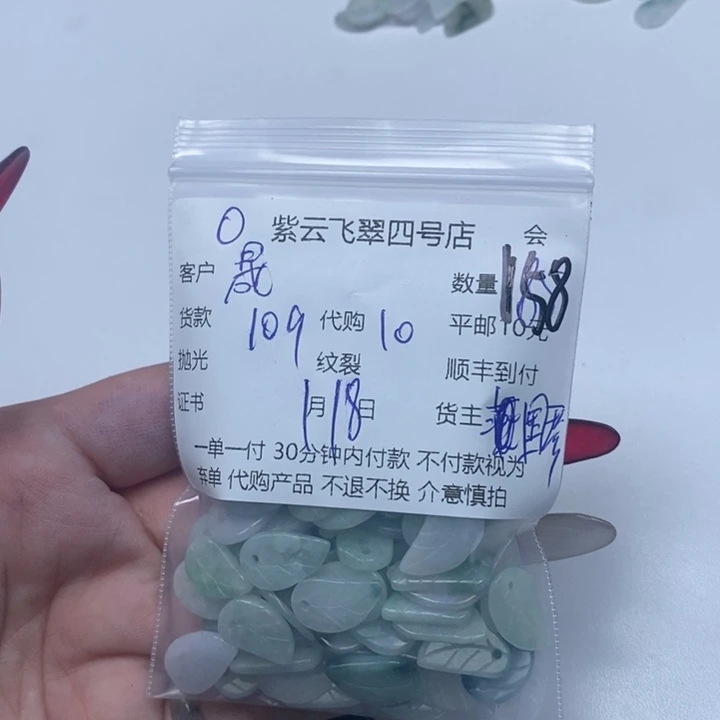 O 紫云飞翠四号店 会
客户 晟 数量 158
货款 109 代购 10 平邮10元
抛光 纹裂 顺丰到付
证书 1月18日 货主
一单一付 30分钟内付款 不付款视为
弃单 代购产品 不退不换 介意慎拍